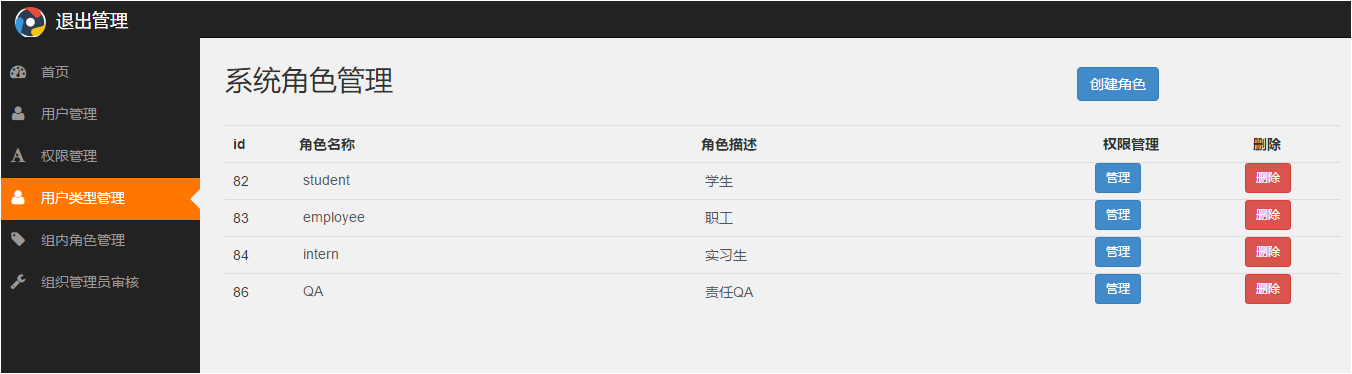 退出管理
首页
用户管理
权限管理
用户类型管理
组内角色管理
组织管理员审核
系统角色管理 创建角色
id 角色名称 角色描述 权限管理 删除
82 student 学生 管理 删除
83 employee 职工 管理 删除
84 intern 实习生 管理 删除
86 QA 责任QA 管理 删除